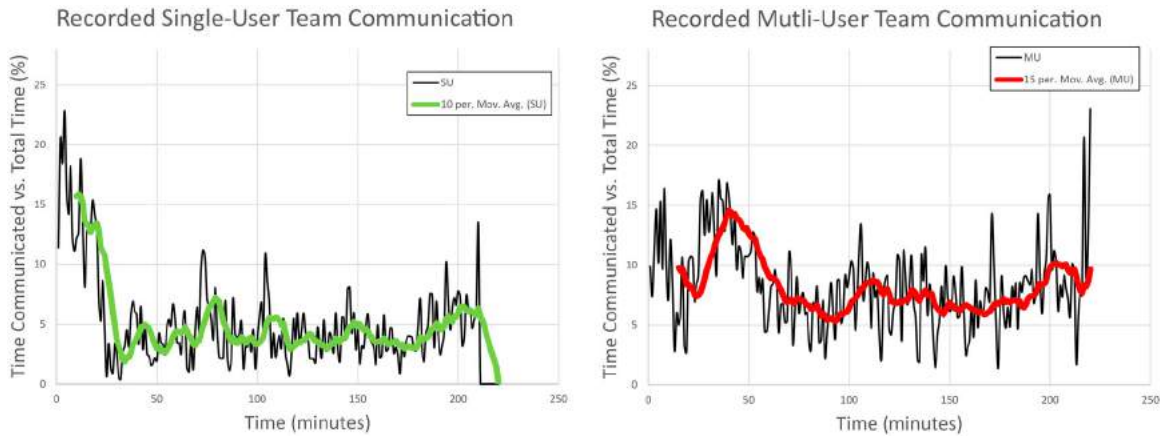 Recorded Single-User Team Communication
Time Communicated vs. Total Time (%)
25
20
15
10
5
0
SU
10 per. Mov. Avg. (SU)
0
50
100
150
200
250
Time (minutes)
Recorded Mutli-User Team Communication
Time Communicated vs. Total Time (%)
25
20
15
10
5
0
MU
15 per. Mov. Avg. (MU)
0
50
100
150
200
250
Time (minutes)